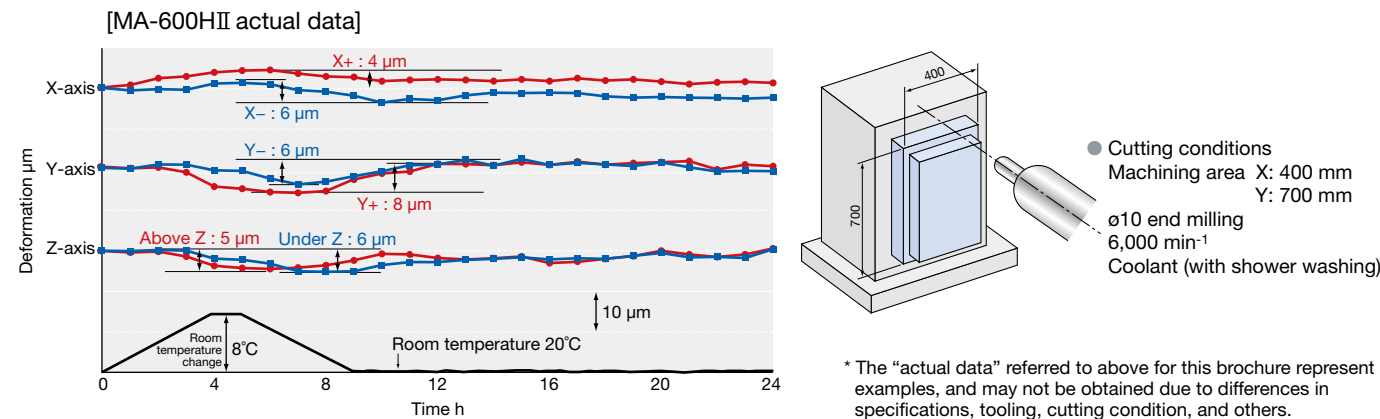 [MA-600HⅡ actual data]
Deformation μm
X-axis
X+ : 4 μm
X− : 6 μm
Y-axis
Y− : 6 μm
Y+ : 8 μm
Z-axis
Above Z : 5 μm
Under Z : 6 μm
10 μm
Room
temperature
change
8˚C
Room temperature 20˚C
0
4
8
12
16
20
24
Time h
400
700
Cutting conditions
Machining area X: 400 mm
Y: 700 mm
ø10 end milling
6,000 min-1
Coolant (with shower washing)
* The “actual data” referred to above for this brochure represent
examples, and may not be obtained due to differences in
specifications, tooling, cutting condition, and others.